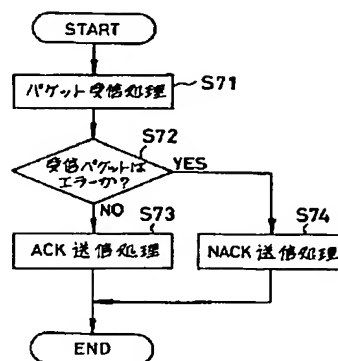 START
パケット受信処理
S71
S72
受信パケットは
エラーか?
YES
NO
S73
S74
ACK 送信処理
NACK 送信処理
END